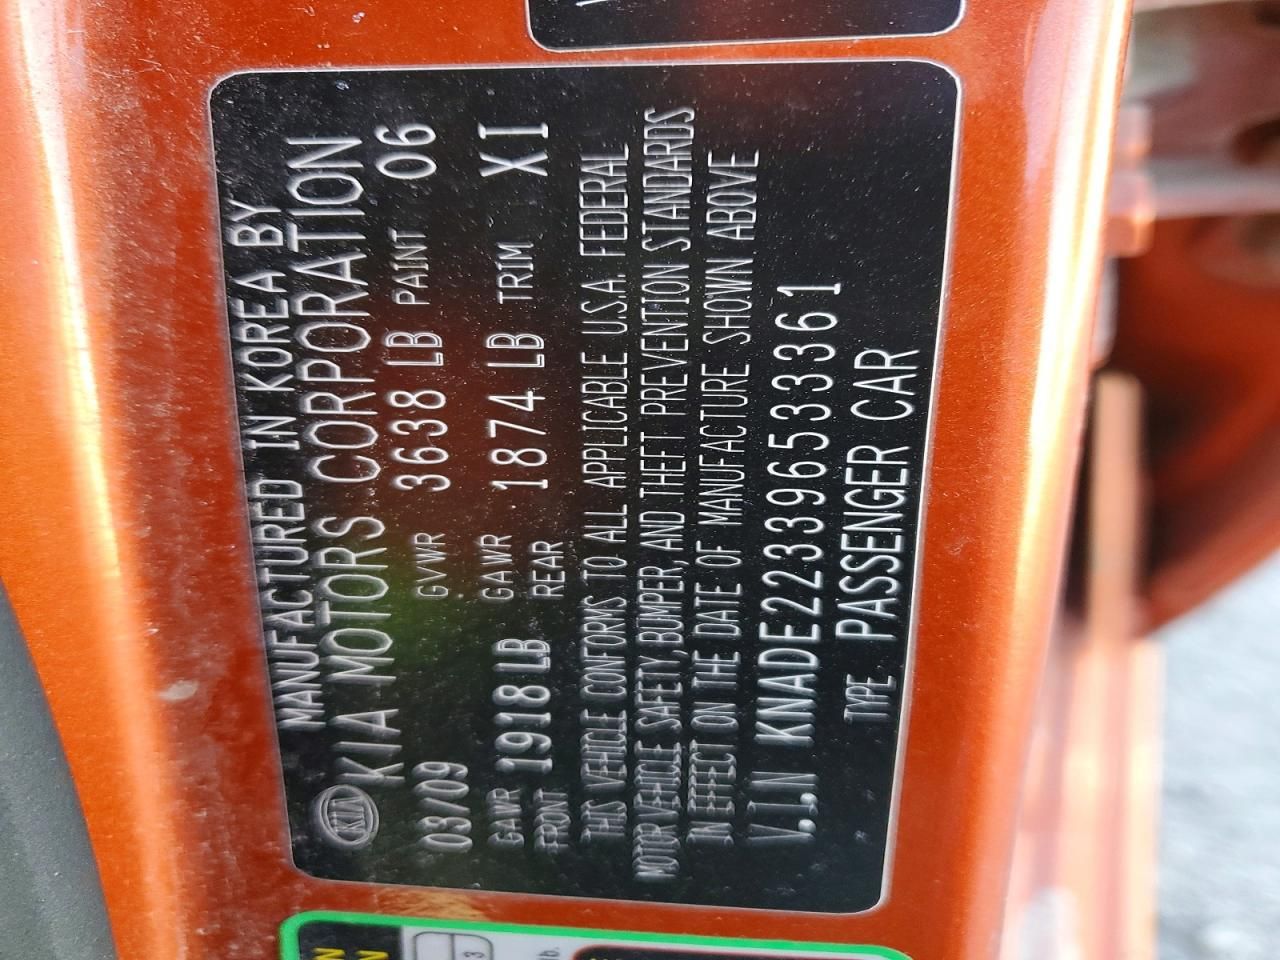 MANUFACTURED IN KOREA BY
KIA KIA MOTORS CORPORATION
03/09 GVWR 3638 LB PAINT 06
GAWR FRONT 1918 LB GAWR REAR 1874 LB TRIM XI
THIS VEHICLE CONFORMS TO ALL APPLICABLE U.S.A. FEDERAL
MOTOR VEHICLE SAFETY, BUMPER, AND THEFT PREVENTION STANDARDS
IN EFFECT ON THE DATE OF MANUFACTURE SHOWN ABOVE
V.I.N KNADE223396533361
TYPE PASSENGER CAR